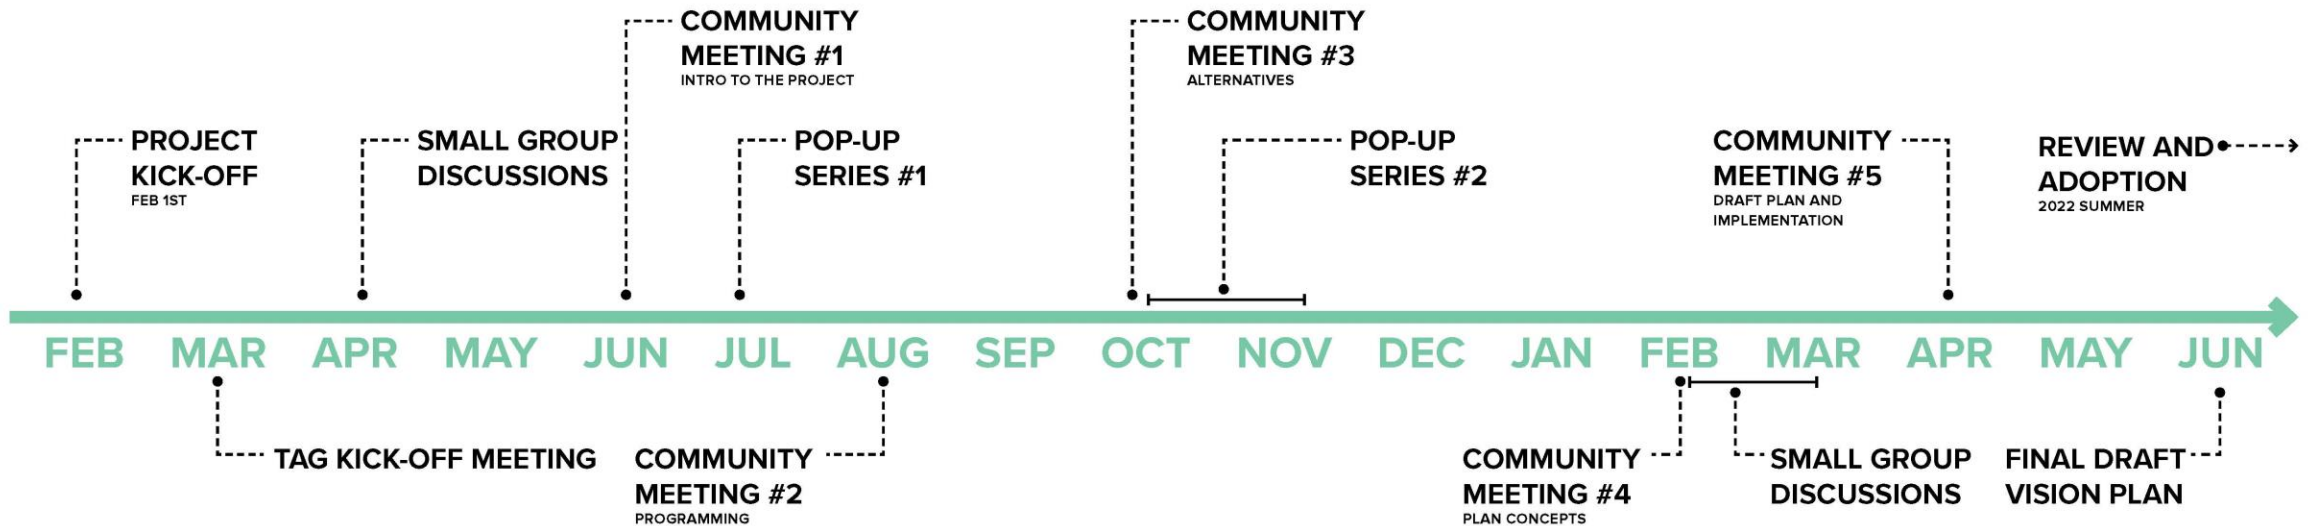 COMMUNITY
MEETING #1
INTRO TO THE PROJECT
COMMUNITY
MEETING #3
ALTERNATIVES
PROJECT
KICK-OFF
FEB 1ST
SMALL GROUP
DISCUSSIONS
POP-UP
SERIES #1
POP-UP
SERIES #2
COMMUNITY
MEETING #5
DRAFT PLAN AND
IMPLEMENTATION
REVIEW AND
ADOPTION
2022 SUMMER
FEB MAR APR MAY JUN JUL AUG SEP OCT NOV DEC JAN FEB MAR APR MAY JUN
TAG KICK-OFF MEETING
COMMUNITY
MEETING #2
PROGRAMMING
COMMUNITY
MEETING #4
PLAN CONCEPTS
SMALL GROUP
DISCUSSIONS
FINAL DRAFT
VISION PLAN